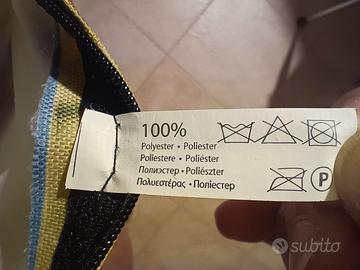 100%
Polyester • Poliester
Poliestere • Poliéster
Полиэстер • Poliészter
Πολυεστέρας • Поліестер
P
subito